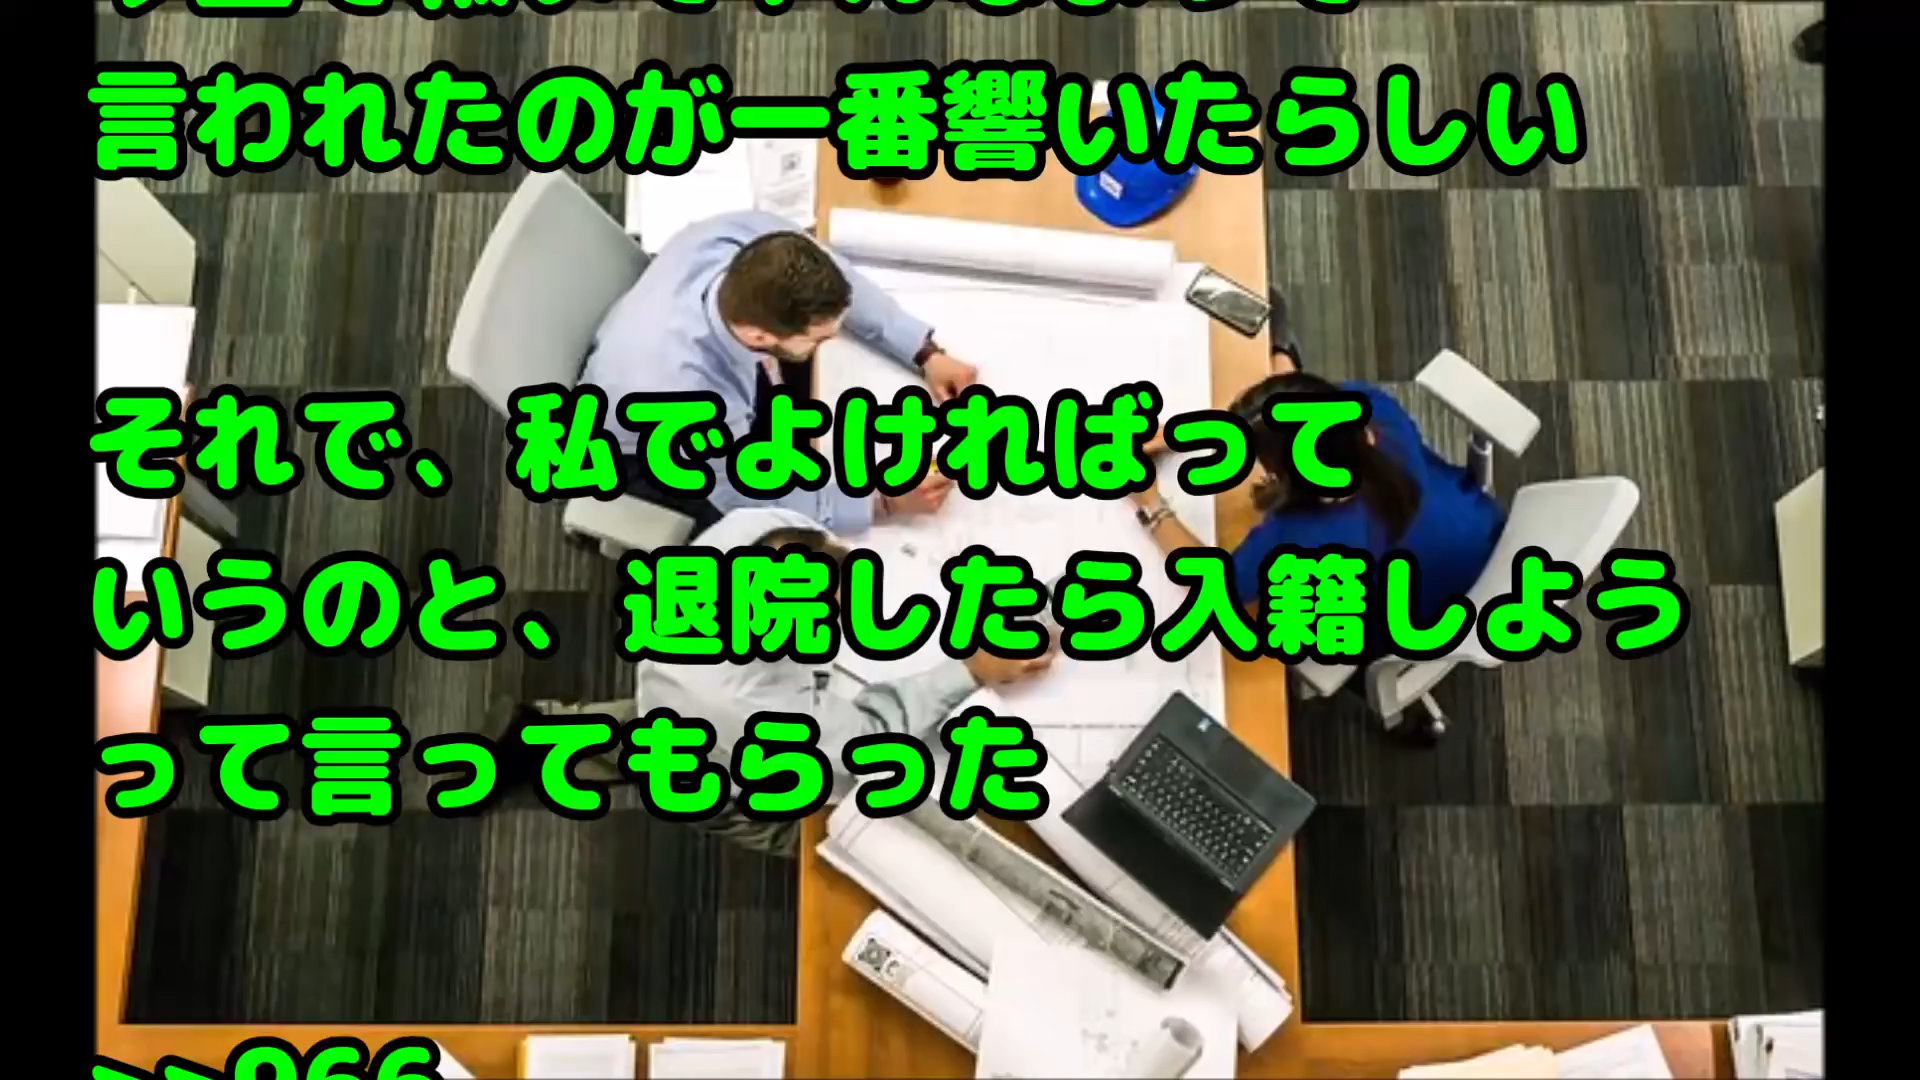 言われたのが一番響いたらしい
それで、私でよければって
いうのと、退院したら入籍しよう
って言ってもらった
>>966